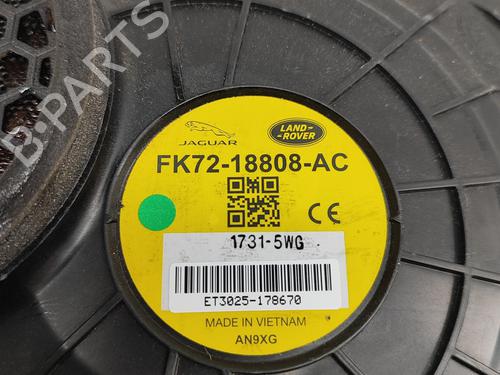 B-PARTS
JAGUAR
LAND-
ROVER
FK72-18808-AC
CE
1731-5WG
ET3025-178670
MADE IN VIETNAM
AN9XG